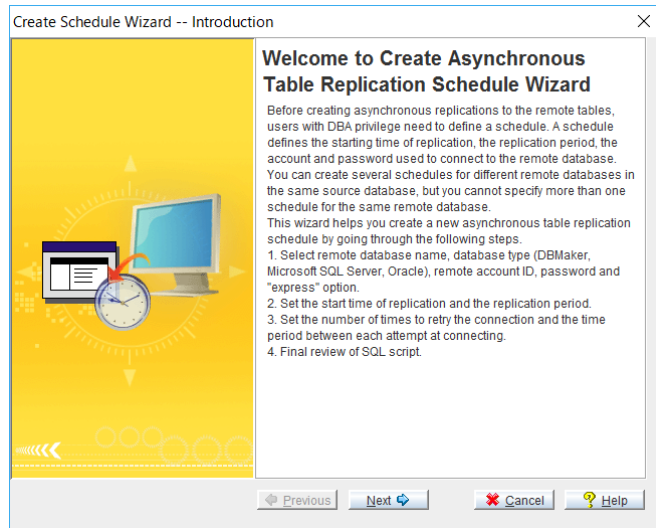 Create Schedule Wizard -- Introduction
Welcome to Create Asynchronous
Table Replication Schedule Wizard
Before creating asynchronous replications to the remote tables,
users with DBA privilege need to define a schedule. A schedule
defines the starting time of replication, the replication period, the
account and password used to connect to the remote database.
You can create several schedules for different remote databases in
the same source database, but you cannot specify more than one
schedule for the same remote database.
This wizard helps you create a new asynchronous table replication
schedule by going through the following steps.
1. Select remote database name, database type (DBMaker,
Microsoft SQL Server, Oracle), remote account ID, password and
"express" option.
2. Set the start time of replication and the replication period.
3. Set the number of times to retry the connection and the time
period between each attempt at connecting.
4. Final review of SQL script.
Previous Next Cancel Help